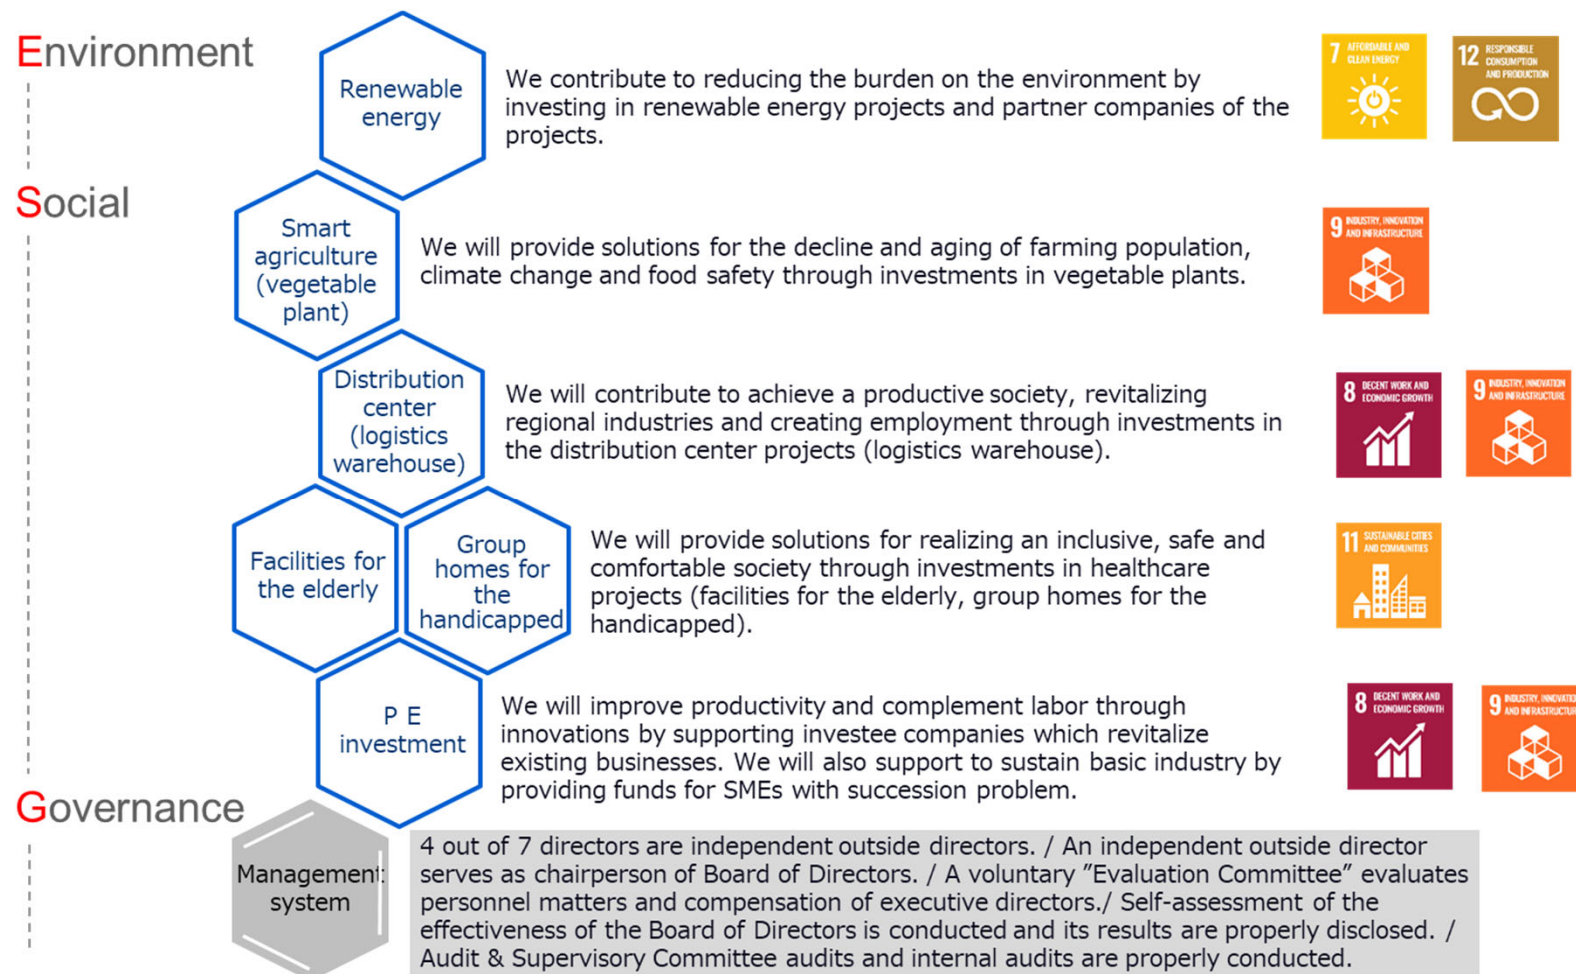 Environment
Renewable
energy
We contribute to reducing the burden on the environment by
investing in renewable energy projects and partner companies of the
projects.
7 AFFORDABLE AND
CLEAN ENERGY
12 RESPONSIBLE
CONSUMPTION
AND PRODUCTION
Social
Smart
agriculture
(vegetable
plant)
We will provide solutions for the decline and aging of farming population,
climate change and food safety through investments in vegetable plants.
9 INDUSTRY, INNOVATION
AND INFRASTRUCTURE
Distribution
center
(logistics
warehouse)
We will contribute to achieve a productive society, revitalizing
regional industries and creating employment through investments in
the distribution center projects (logistics warehouse).
8 DECENT WORK AND
ECONOMIC GROWTH
9 INDUSTRY, INNOVATION
AND INFRASTRUCTURE
Facilities for
the elderly
Group
homes for
the
handicapped
We will provide solutions for realizing an inclusive, safe and
comfortable society through investments in healthcare
projects (facilities for the elderly, group homes for the
handicapped).
11 SUSTAINABLE CITIES
AND COMMUNITIES
P E
investment
We will improve productivity and complement labor through
innovations by supporting investee companies which revitalize
existing businesses. We will also support to sustain basic industry by
providing funds for SMEs with succession problem.
8 DECENT WORK AND
ECONOMIC GROWTH
9 INDUSTRY, INNOVATION
AND INFRASTRUCTURE
Governance
Management
system
4 out of 7 directors are independent outside directors. / An independent outside director
serves as chairperson of Board of Directors. / A voluntary ”Evaluation Committee” evaluates
personnel matters and compensation of executive directors./ Self-assessment of the
effectiveness of the Board of Directors is conducted and its results are properly disclosed. /
Audit & Supervisory Committee audits and internal audits are properly conducted.